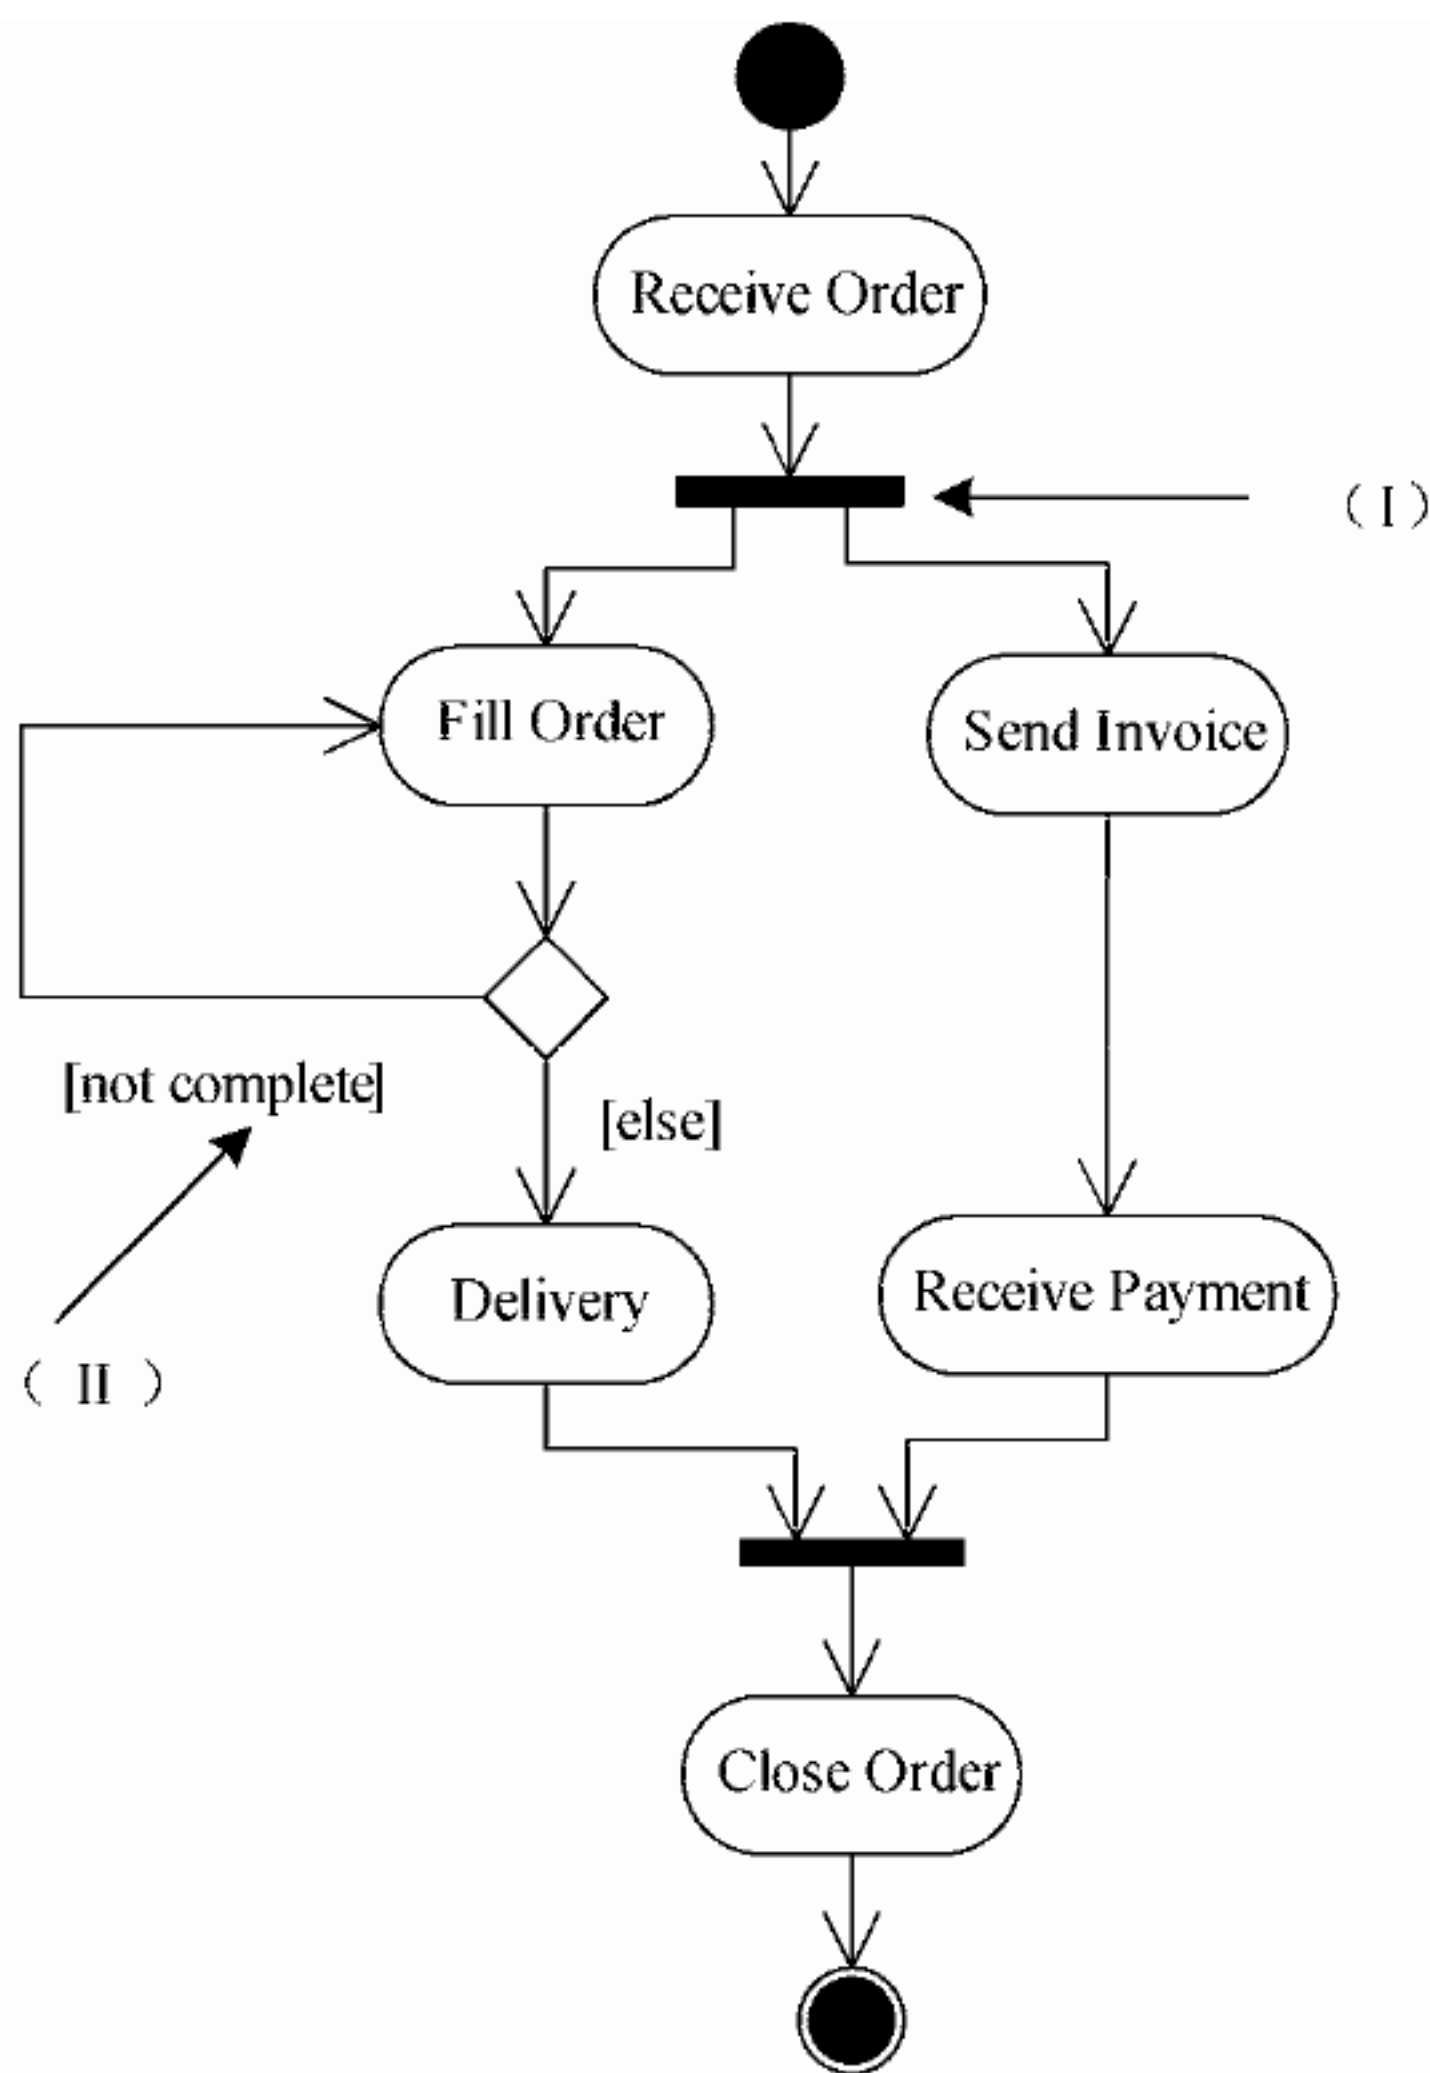 Receive Order
（I）
Fill Order
Send Invoice
[not complete]
[else]
Delivery
Receive Payment
（ II ）
Close Order